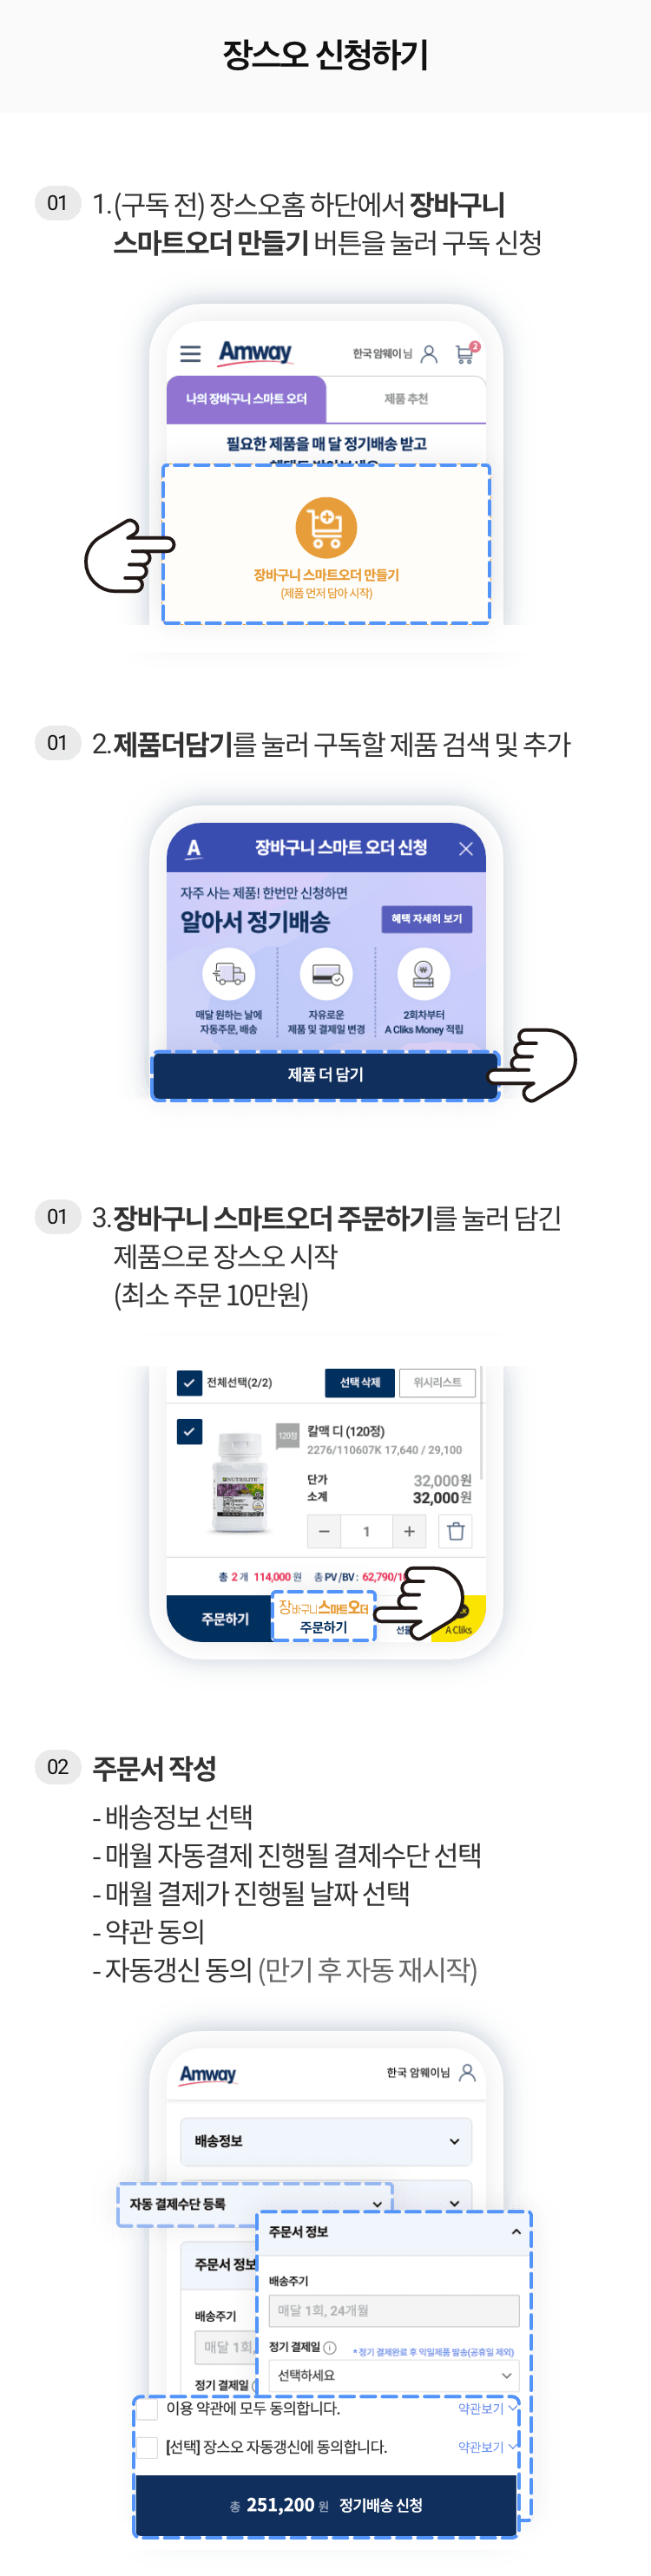 장스오 신청하기
01 1.(구독 전) 장스오홈 하단에서 장바구니
스마트오더 만들기 버튼을 눌러 구독 신청
Amway 한국암웨이 님 2
나의 장바구니 스마트 오더 제품 추천
필요한 제품을 매 달 정기배송 받고
장바구니 스마트오더 만들기
(제품 먼저 담아 시작)
01 2.제품더담기를 눌러 구독할 제품 검색 및 추가
A 장바구니 스마트 오더 신청
자주 사는 제품! 한번만 신청하면
알아서 정기배송 혜택 자세히 보기
매달 원하는 날에 자유로운 2회차부터
자동주문, 배송 제품 및 결제일 변경 A Cliks Money 적립
제품 더 담기
01 3.장바구니 스마트오더 주문하기를 눌러 담긴
제품으로 장스오 시작
(최소 주문 10만원)
전체선택(2/2) 선택 삭제 위시리스트
120정 칼맥 디 (120정)
2276/110607K 17,640 / 29,100
NUTRILITE
단가 32,000원
소계 32,000원
1
총 2 개 114,000 원 총 PV/BV : 62,790/1
주문하기 장바구니스마트오더
주문하기 A Cliks
02 주문서 작성
- 배송정보 선택
- 매월 자동결제 진행될 결제수단 선택
- 매월 결제가 진행될 날짜 선택
- 약관 동의
- 자동갱신 동의 (만기 후 자동 재시작)
Amway 한국 암웨이님
배송정보
자동 결제수단 등록
주문서 정보
주문서 정보
배송주기
매달 1회, 24개월
배송주기
매달 1회,
정기 결제일 * 정기 결제완료 후 익일제품 발송(공휴일 제외)
선택하세요
정기 결제일
이용 약관에 모두 동의합니다. 약관보기
[선택] 장스오 자동갱신에 동의합니다. 약관보기
총 251,200 원 정기배송 신청